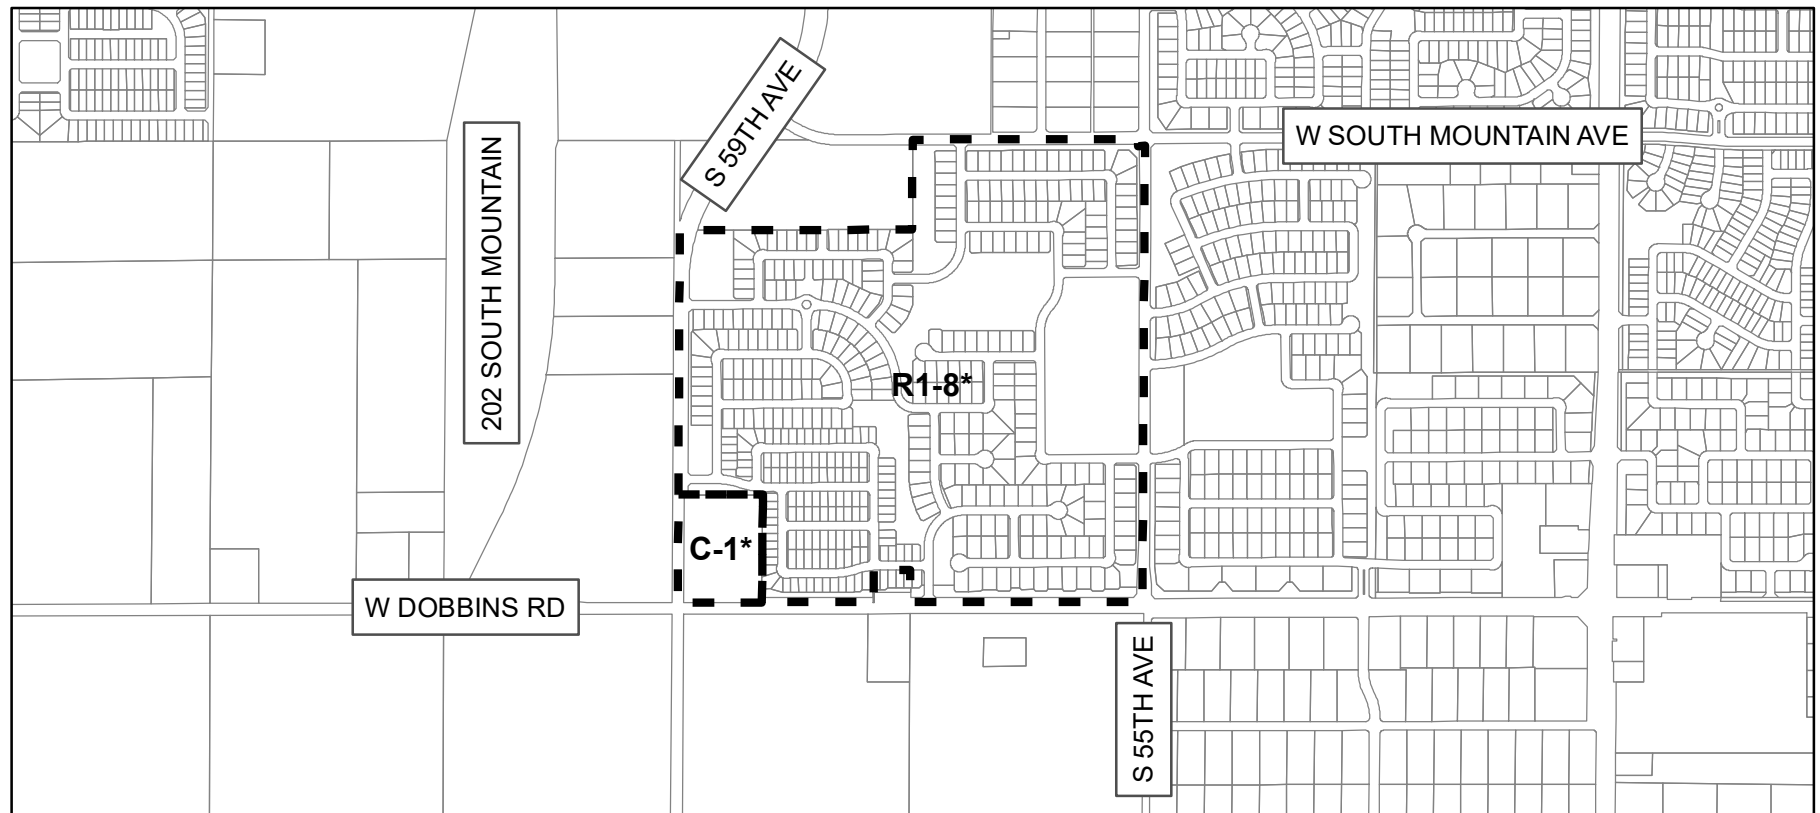 S 59TH AVE
W SOUTH MOUNTAIN AVE
202 SOUTH MOUNTAIN
R1-8*
C-1*
W DOBBINS RD
S 55TH AVE